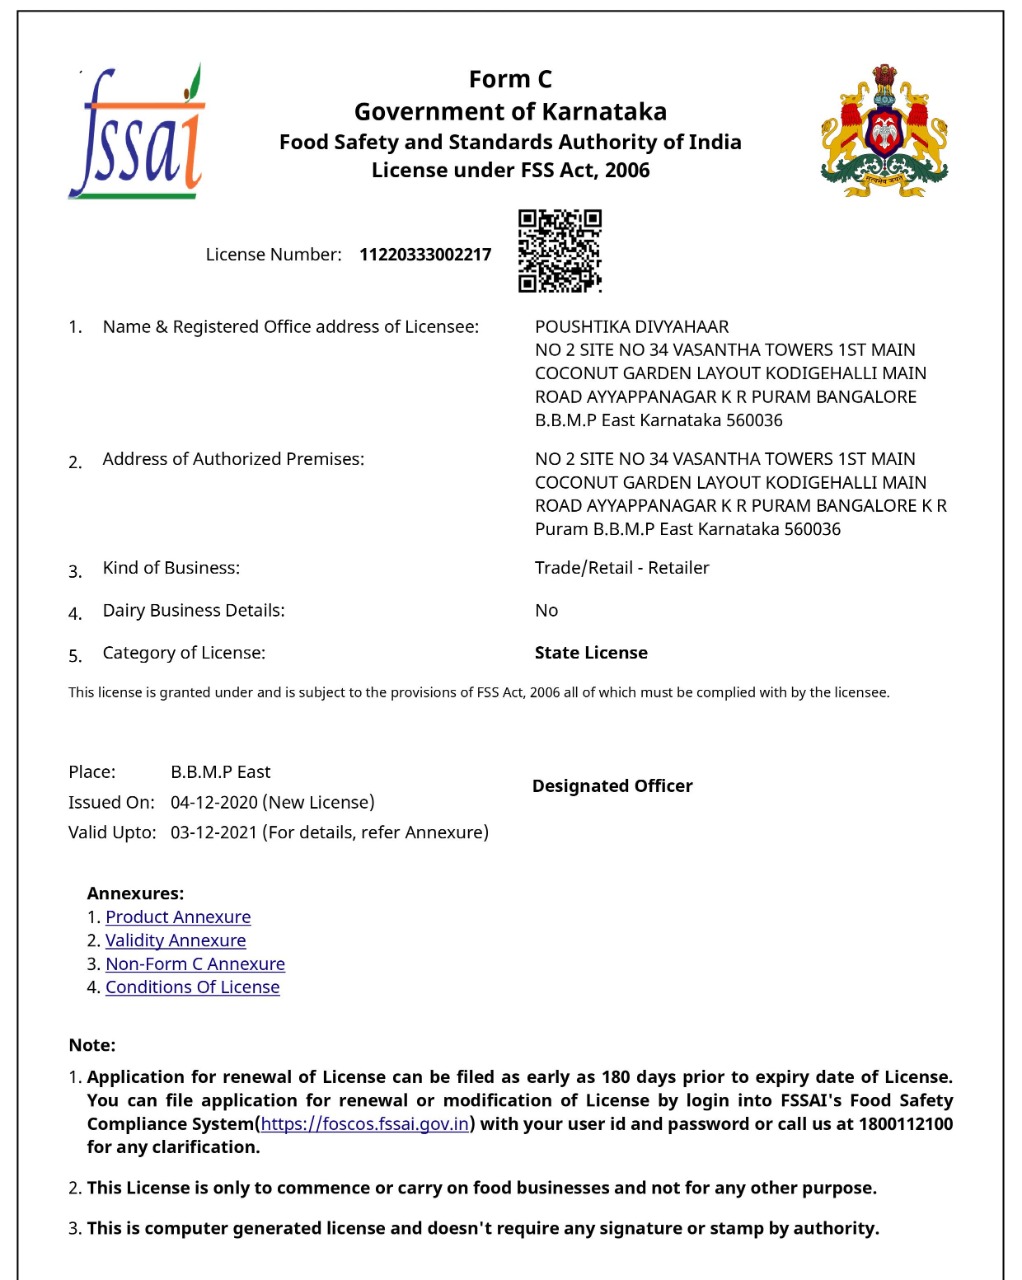 fssai
Form C
Government of Karnataka
Food Safety and Standards Authority of India
License under FSS Act, 2006
सत्यमेव जयते
License Number: 11220333002217
1. Name & Registered Office address of Licensee: POUSHTIKA DIVYAHAAR
NO 2 SITE NO 34 VASANTHA TOWERS 1ST MAIN
COCONUT GARDEN LAYOUT KODIGEHALLI MAIN
ROAD AYYAPPANAGAR K R PURAM BANGALORE
B.B.M.P East Karnataka 560036
2. Address of Authorized Premises: NO 2 SITE NO 34 VASANTHA TOWERS 1ST MAIN
COCONUT GARDEN LAYOUT KODIGEHALLI MAIN
ROAD AYYAPPANAGAR K R PURAM BANGALORE K R
Puram B.B.M.P East Karnataka 560036
3. Kind of Business: Trade/Retail - Retailer
4. Dairy Business Details: No
5. Category of License: State License
This license is granted under and is subject to the provisions of FSS Act, 2006 all of which must be complied with by the licensee.
Place: B.B.M.P East
Designated Officer
Issued On: 04-12-2020 (New License)
Valid Upto: 03-12-2021 (For details, refer Annexure)
Annexures:
1. Product Annexure
2. Validity Annexure
3. Non-Form C Annexure
4. Conditions Of License
Note:
1. Application for renewal of License can be filed as early as 180 days prior to expiry date of License.
You can file application for renewal or modification of License by login into FSSAI's Food Safety
Compliance System(https://foscos.fssai.gov.in) with your user id and password or call us at 1800112100
for any clarification.
2. This License is only to commence or carry on food businesses and not for any other purpose.
3. This is computer generated license and doesn't require any signature or stamp by authority.